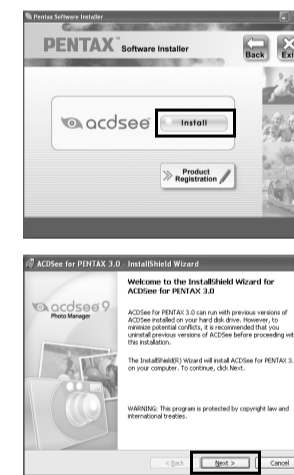 Pentax Software Installer
PENTAX™ Software Installer
Back
acdsee
Install
Product
Registration
ACDSee for PENTAX 3.0 - InstallShield Wizard
acdsee 9
Photo Manager
Welcome to the InstallShield Wizard for
ACDSee for PENTAX 3.0
ACDSee for PENTAX 3.0 can run with previous versions of
ACDSee installed on your hard disk drive. However, to
minimize potential conflicts, it is recommended that you
uninstall previous versions of ACDSee before proceeding
this installation.
The InstallShield(R) Wizard will install ACDSee for PENTAX
on your computer. To continue, click Next.
WARNING: This program is protected by copyright law and
international treaties.
< Back
Next >
Cancel